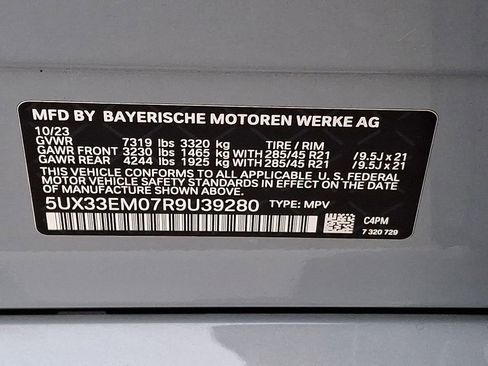 MFD BY BAYERISCHE MOTOREN WERKE AG
10/23
GVWR 7319 lbs 3320 kg TIRE / RIM
GAWR FRONT 3230 lbs 1465 kg WITH 285/45 R21 / 9.5J x 21
GAWR REAR 4244 lbs 1925 kg WITH 285/45 R21 / 9.5J x 21
THIS VEHICLE CONFORMS TO ALL APPLICABLE U. S. FEDERAL
MOTOR VEHICLE SAFETY STANDARDS IN EFFECT ON THE DATE
OF MANUFACTURE SHOWN ABOVE.
5UX33EM07R9U39280 TYPE: MPV
C4PM
7 320 729